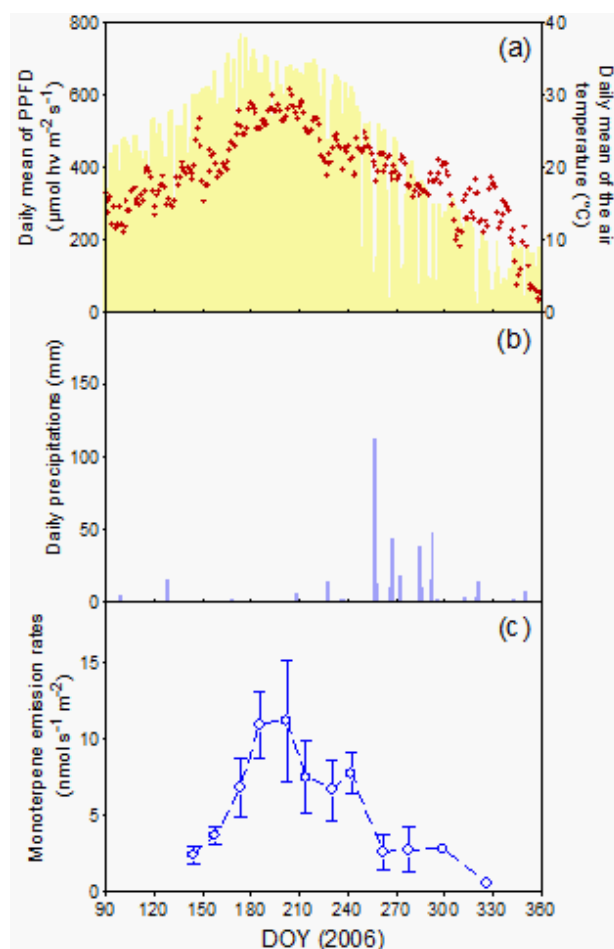 (a)
Daily mean of PPFD
(µmol hv m⁻² s⁻¹)
800
600
400
200
0
40
30
20
10
0
Daily mean of the air
temperature (°C)
(b)
Daily precipitations (mm)
150
100
50
0
(c)
Monoterpene emission rates
(nmol s⁻¹ m⁻²)
15
10
5
0
90 120 150 180 210 240 270 300 330 360
DOY (2006)